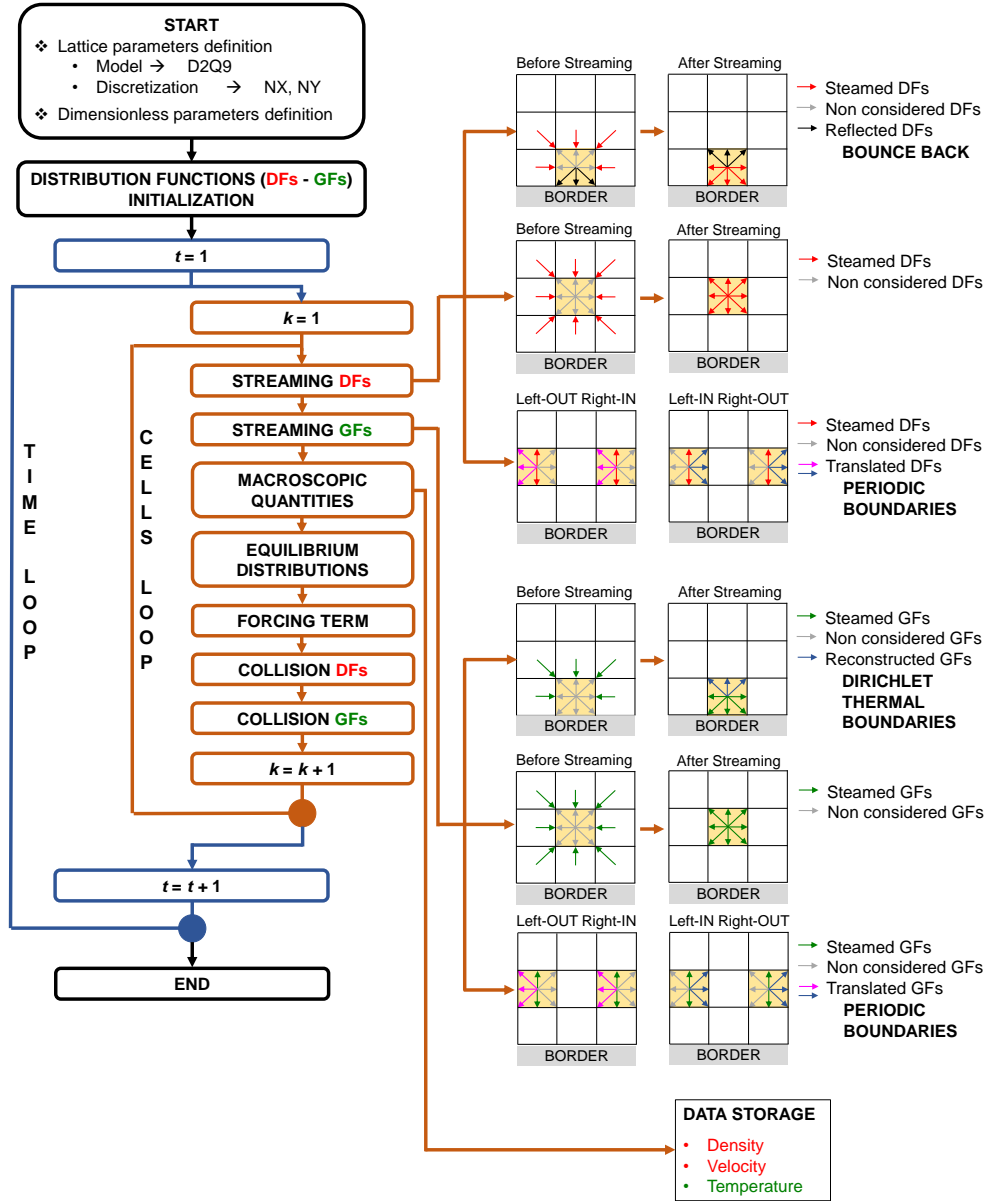 START
❖ Lattice parameters definition
• Model → D2Q9
• Discretization → NX, NY
❖ Dimensionless parameters definition
DISTRIBUTION FUNCTIONS (DFs - GFs)
INITIALIZATION
t = 1
k = 1
STREAMING DFs
STREAMING GFs
MACROSCOPIC
QUANTITIES
EQUILIBRIUM
DISTRIBUTIONS
FORCING TERM
COLLISION DFs
COLLISION GFs
k = k + 1
t = t + 1
END
TIME LOOP
CELLS LOOP
Before Streaming
After Streaming
BORDER
BORDER
Steamed DFs
Non considered DFs
Reflected DFs
BOUNCE BACK
Before Streaming
After Streaming
BORDER
BORDER
Steamed DFs
Non considered DFs
Left-OUT Right-IN
Left-IN Right-OUT
BORDER
BORDER
Steamed DFs
Non considered DFs
Translated DFs
PERIODIC
BOUNDARIES
Before Streaming
After Streaming
BORDER
BORDER
Steamed GFs
Non considered GFs
Reconstructed GFs
DIRICHLET
THERMAL
BOUNDARIES
Before Streaming
After Streaming
BORDER
BORDER
Steamed GFs
Non considered GFs
Left-OUT Right-IN
Left-IN Right-OUT
BORDER
BORDER
Steamed GFs
Non considered GFs
Translated GFs
PERIODIC
BOUNDARIES
DATA STORAGE
• Density
• Velocity
• Temperature